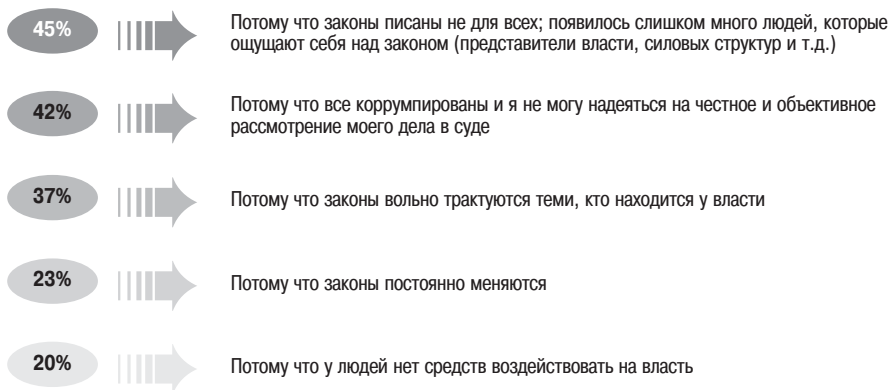 45%
Потому что законы писаны не для всех; появилось слишком много людей, которые
ощущают себя над законом (представители власти, силовых структур и т.д.)
42%
Потому что все коррумпированы и я не могу надеяться на честное и объективное
рассмотрение моего дела в суде
37%
Потому что законы вольно трактуются теми, кто находится у власти
23%
Потому что законы постоянно меняются
20%
Потому что у людей нет средств воздействовать на власть